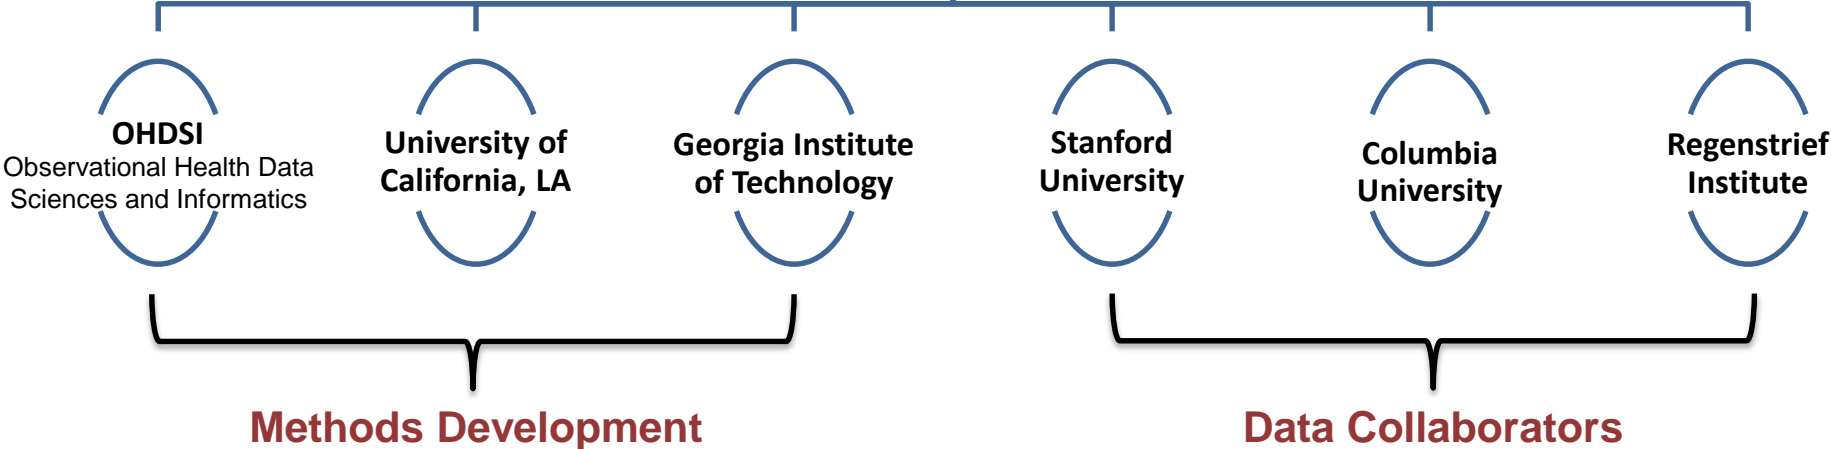 OHDSI
Observational Health Data
Sciences and Informatics
University of
California, LA
Georgia Institute
of Technology
Stanford
University
Columbia
University
Regenstrief
Institute
Methods Development
Data Collaborators